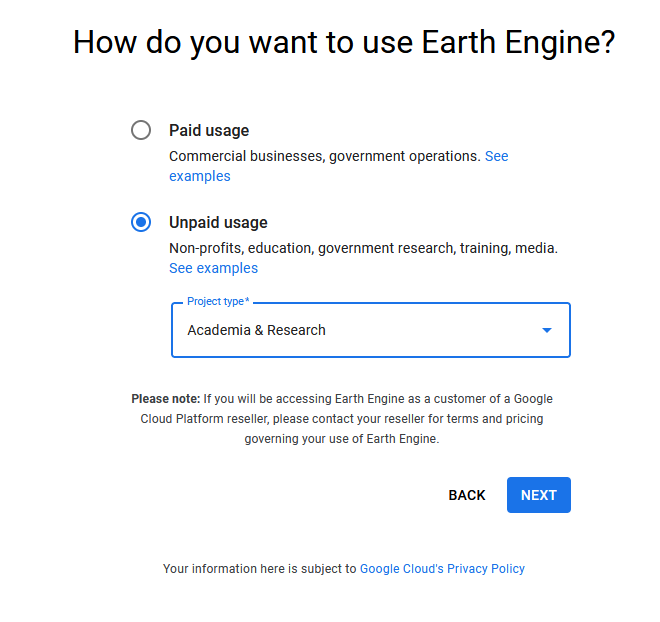 How do you want to use Earth Engine?
Paid usage
Commercial businesses, government operations. See
examples
Unpaid usage
Non-profits, education, government research, training, media.
See examples
Project type*
Academia & Research
Please note: If you will be accessing Earth Engine as a customer of a Google
Cloud Platform reseller, please contact your reseller for terms and pricing
governing your use of Earth Engine.
BACK NEXT
Your information here is subject to Google Cloud's Privacy Policy